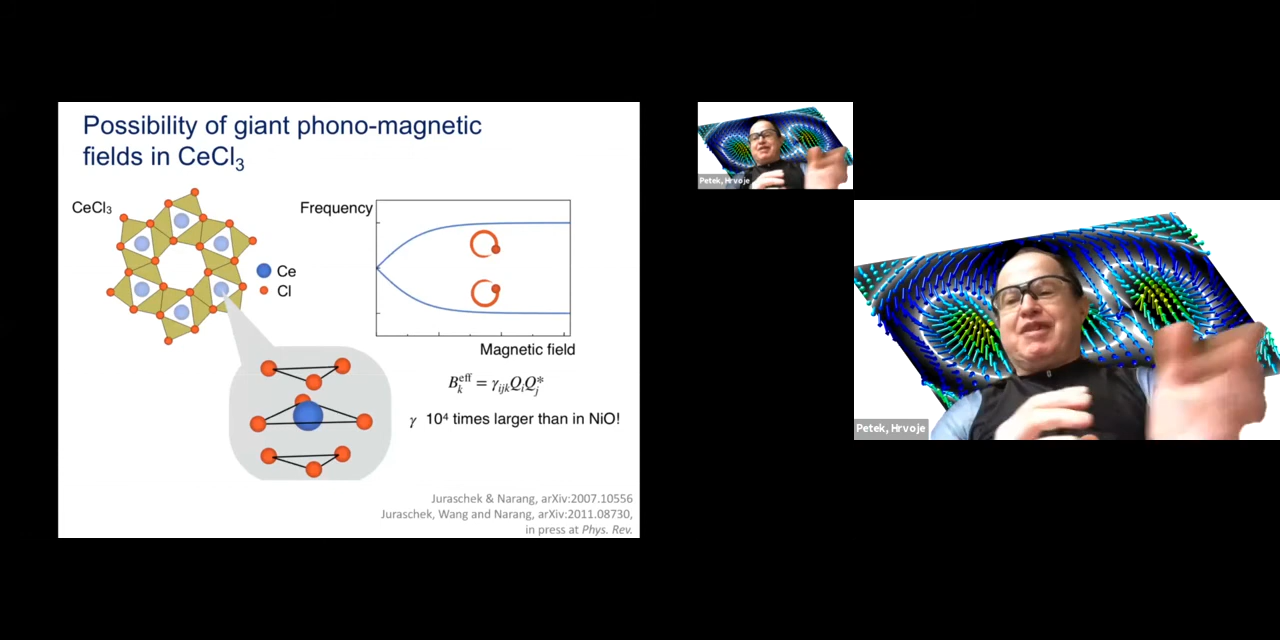 Possibility of giant phono-magnetic
fields in CeCl₃
CeCl₃
Ce
Cl
Frequency
Magnetic field
B_k^eff = γ_ijk Q_i Q_j^*
γ 10⁴ times larger than in NiO!
Juraschek & Narang, arXiv:2007.10556
Juraschek, Wang and Narang, arXiv:2011.08730,
in press at Phys. Rev.
Petek, Hrvoje
Petek, Hrvoje